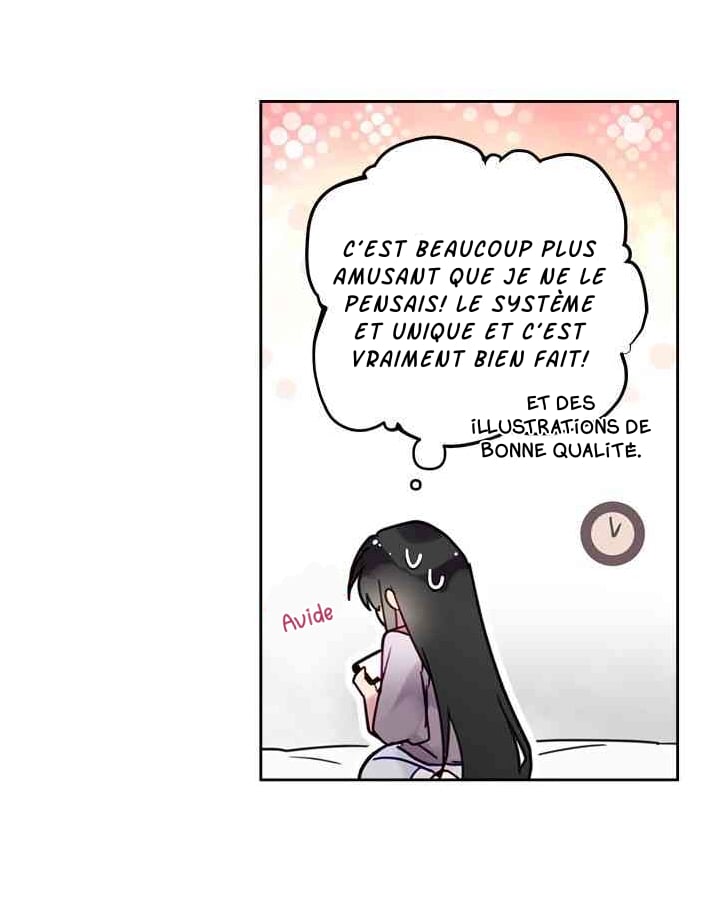 C'EST BEAUCOUP PLUS
AMUSANT QUE JE NE LE
PENSAIS! LE SYSTÈME
ET UNIQUE ET C'EST
VRAIMENT BIEN FAIT!
ET DES
ILLUSTRATIONS DE
BONNE QUALITÉ.
Avide